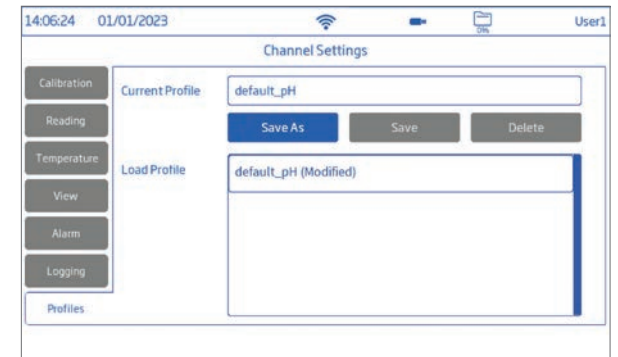 14:06:24 01/01/2023 0% User1
Channel Settings
Calibration
Current Profile default_pH
Reading
Save As Save Delete
Temperature
Load Profile default_pH (Modified)
View
Alarm
Logging
Profiles